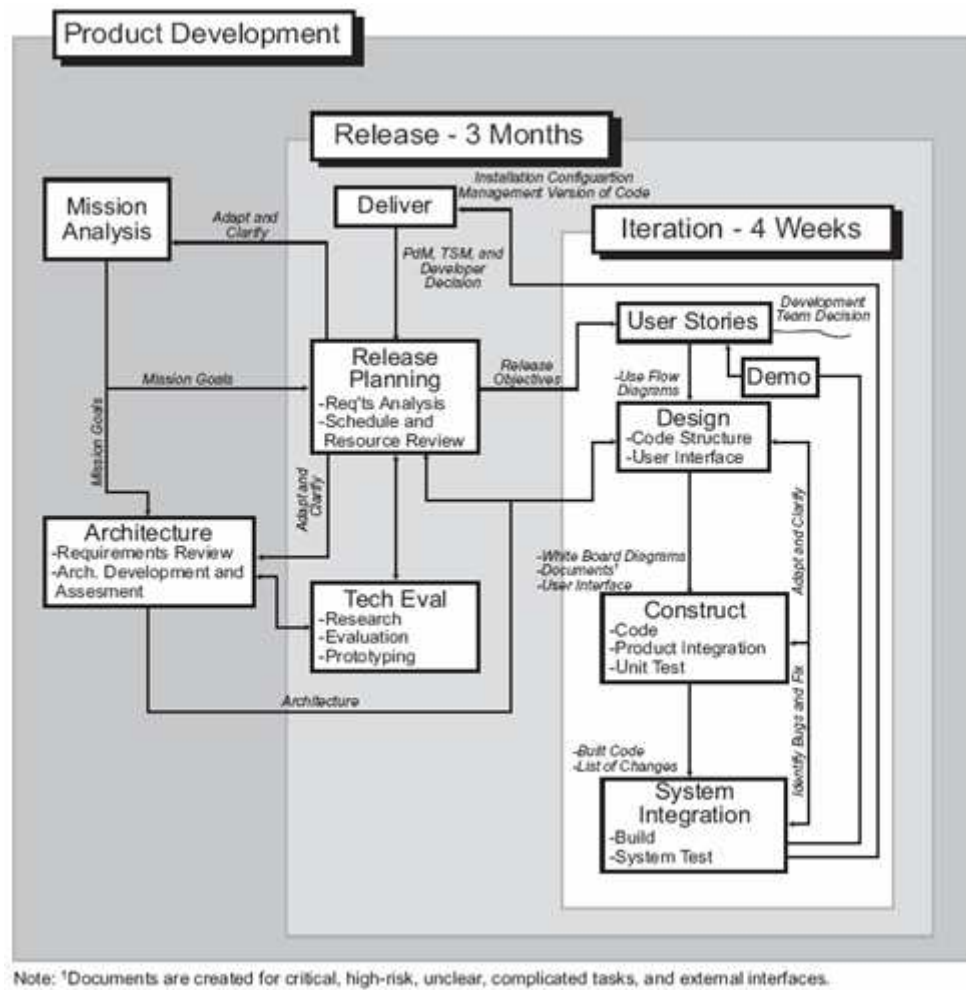 Product Development
Release - 3 Months
Installation Configuartion
Management Version of Code
Mission
Analysis
Adapt and
Clarify
Deliver
Iteration - 4 Weeks
PdM, TSM, and
Developer
Decision
User Stories
Development
Team Decision
Release
Planning
-Req'ts Analysis
-Schedule and
Resource Review
Mission Goals
Release
Objectives
-Use Flow
Diagrams
Demo
Design
-Code Structure
-User Interface
Mission Goals
Adapt and
Clarify
Adapt and Clarify
Architecture
-Requirements Review
-Arch. Development and
Assesment
Tech Eval
-Research
-Evaluation
-Prototyping
-White Board Diagrams
-Documents¹
-User Interface
Construct
-Code
-Product Integration
-Unit Test
Architecture
Identify Bugs and Fix
-Built Code
-List of Changes
System
Integration
-Build
-System Test
Note: ¹Documents are created for critical, high-risk, unclear, complicated tasks, and external interfaces.